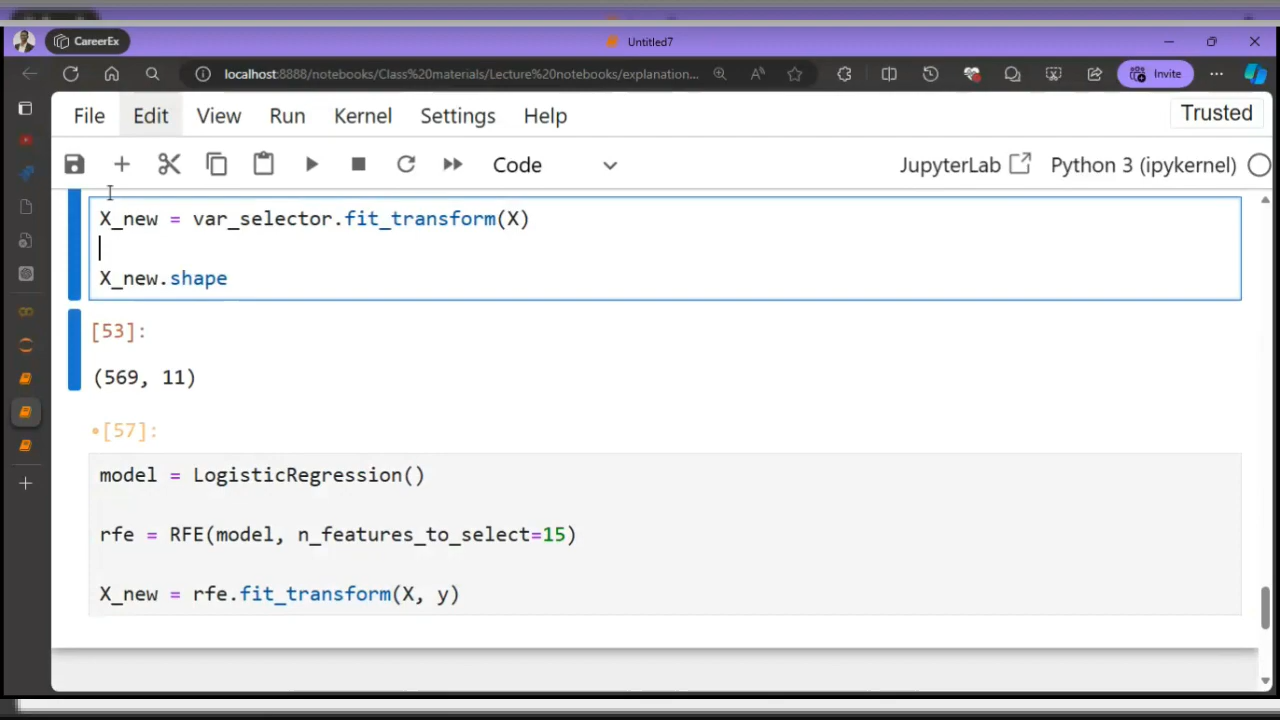 CareerEx
Untitled7
localhost:8888/notebooks/Class%20materials/Lecture%20notebooks/explanation...
Invite
File Edit View Run Kernel Settings Help
Trusted
Code
JupyterLab
Python 3 (ipykernel)
X_new = var_selector.fit_transform(X)
X_new.shape
[53]:
(569, 11)
•[57]:
model = LogisticRegression()
rfe = RFE(model, n_features_to_select=15)
X_new = rfe.fit_transform(X, y)